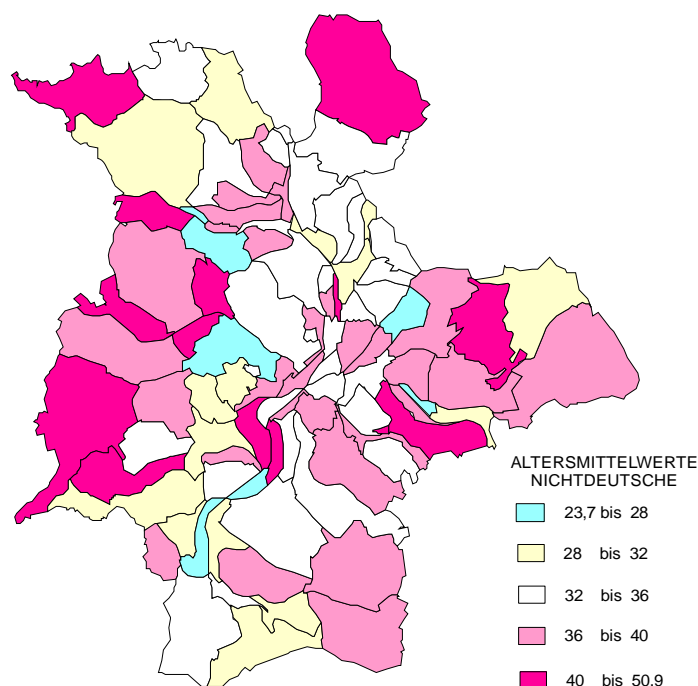 ALTERSMITTELWERTE
NICHTDEUTSCHE
23,7 bis 28
28 bis 32
32 bis 36
36 bis 40
40 bis 50,9